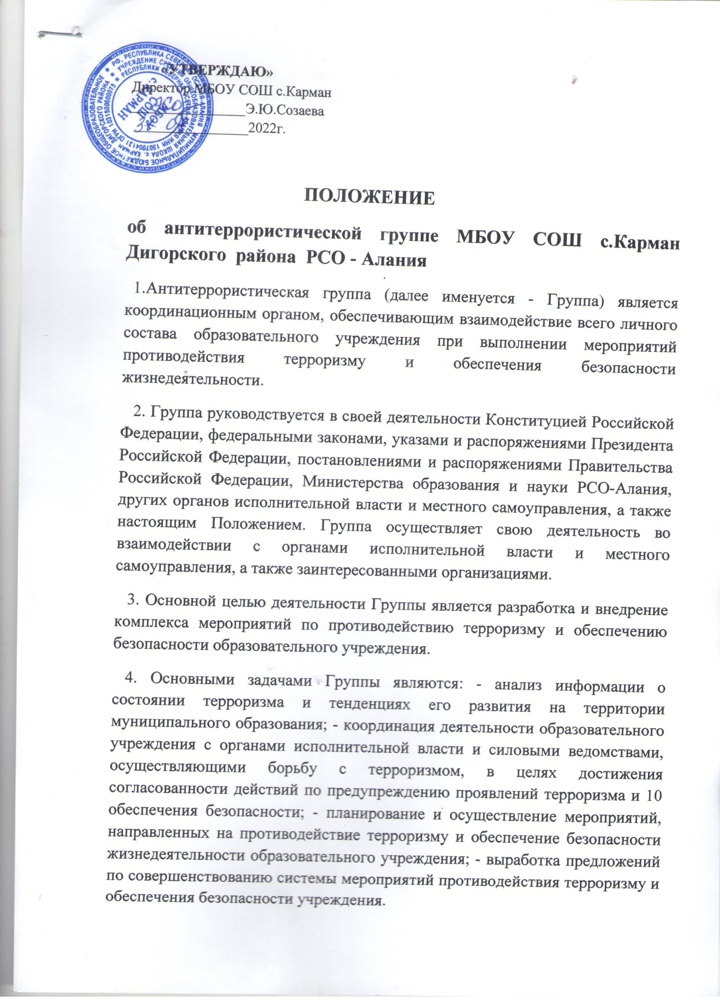 «УТВЕРЖДАЮ»
Директор МБОУ СОШ с.Карман
Э.Ю.Созаева
2022г.
МБОУ
СОШ
с.
КАРМАН
ПОЛОЖЕНИЕ
об антитеррористической группе МБОУ СОШ с.Карман
Дигорского района РСО - Алания
1.Антитеррористическая группа (далее именуется - Группа) является
координационным органом, обеспечивающим взаимодействие всего личного
состава образовательного учреждения при выполнении мероприятий
противодействия терроризму и обеспечения безопасности
жизнедеятельности.
2. Группа руководствуется в своей деятельности Конституцией Российской
Федерации, федеральными законами, указами и распоряжениями Президента
Российской Федерации, постановлениями и распоряжениями Правительства
Российской Федерации, Министерства образования и науки РСО-Алания,
других органов исполнительной власти и местного самоуправления, а также
настоящим Положением. Группа осуществляет свою деятельность во
взаимодействии с органами исполнительной власти и местного
самоуправления, а также заинтересованными организациями.
3. Основной целью деятельности Группы является разработка и внедрение
комплекса мероприятий по противодействию терроризму и обеспечению
безопасности образовательного учреждения.
4. Основными задачами Группы являются: - анализ информации о
состоянии терроризма и тенденциях его развития на территории
муниципального образования; - координация деятельности образовательного
учреждения с органами исполнительной власти и силовыми ведомствами,
осуществляющими борьбу с терроризмом, в целях достижения
согласованности действий по предупреждению проявлений терроризма и 10
обеспечения безопасности; - планирование и осуществление мероприятий,
направленных на противодействие терроризму и обеспечение безопасности
жизнедеятельности образовательного учреждения; - выработка предложений
по совершенствованию системы мероприятий противодействия терроризму и
обеспечения безопасности учреждения.